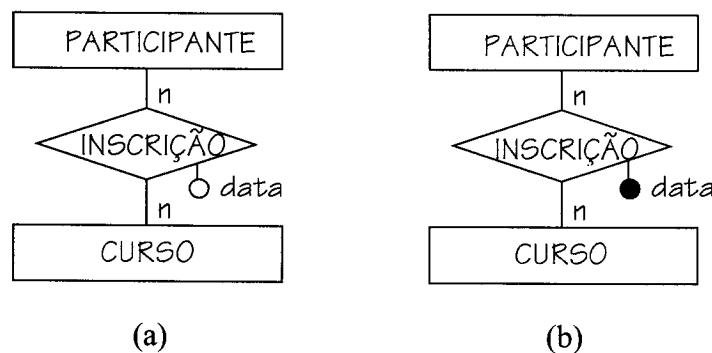 PARTICIPANTE
n
INSCRIÇÃO
data
n
CURSO
(a)
PARTICIPANTE
n
INSCRIÇÃO
data
n
CURSO
(b)